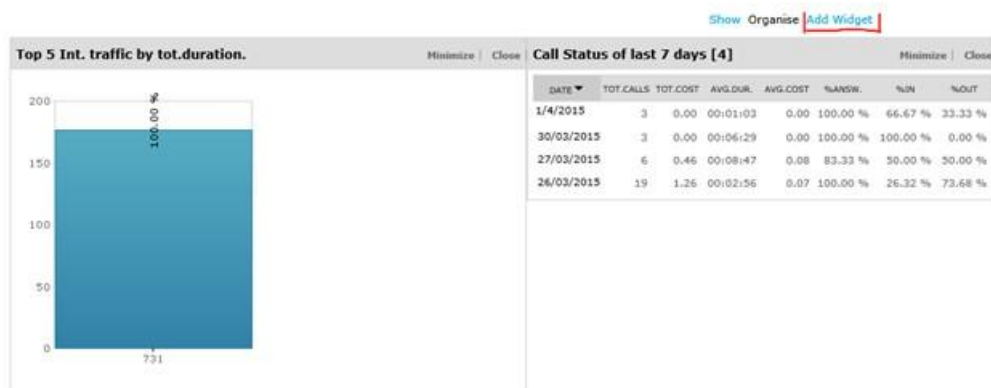 Show Organise Add Widget
Top 5 Int. traffic by tot.duration. Minimize | Close
200
100.00 %
150
100
50
0
731
Call Status of last 7 days [4] Minimize | Close
DATE TOT.CALLS TOT.COST AVG.DUR. AVG.COST %ANSW. %IN %OUT
1/4/2015 3 0.00 00:01:03 0.00 100.00 % 66.67 % 33.33 %
30/03/2015 3 0.00 00:06:29 0.00 100.00 % 100.00 % 0.00 %
27/03/2015 6 0.46 00:08:47 0.08 83.33 % 50.00 % 50.00 %
26/03/2015 19 1.26 00:02:56 0.07 100.00 % 26.32 % 73.68 %